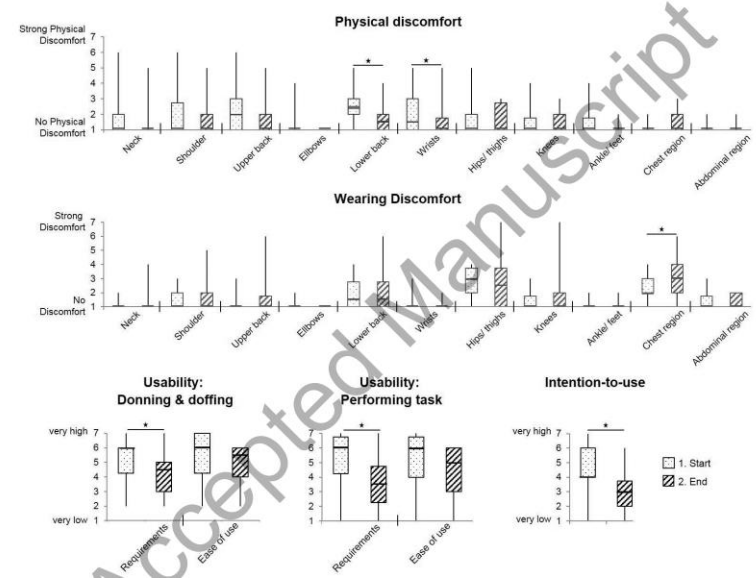 Physical discomfort
Strong Physical
Discomfort
7
6
5
4
3
2
No Physical
Discomfort
1
★
★
Neck
Shoulder
Upper back
Ellbows
Lower back
Wrists
Hips/ thighs
Knees
Ankle/ feet
Chest region
Abdominal region
Wearing Discomfort
Strong
Discomfort
7
6
5
4
3
2
No
Discomfort
1
★
Neck
Shoulder
Upper back
Ellbows
Lower back
Wrists
Hips/ thighs
Knees
Ankle/ feet
Chest region
Abdominal region
Usability:
Donning & doffing
very high 7
6
5
4
3
2
very low 1
★
Requirements
Ease of use
Usability:
Performing task
7
6
5
4
3
2
1
★
Requirements
Ease of use
Intention-to-use
very high 7
6
5
4
3
2
very low 1
★
1. Start
2. End
Accepted Manuscript